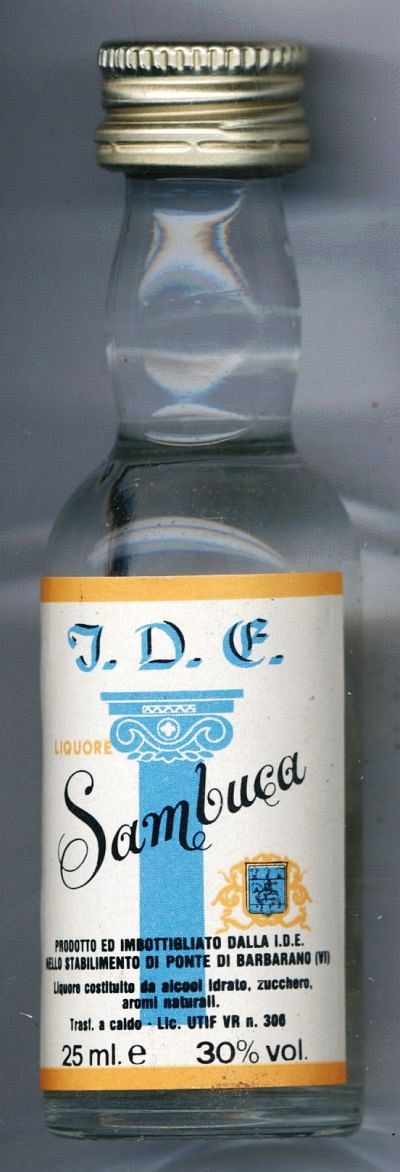 I. D. E.
LIQUORE
Sambuca
PRODOTTO ED IMBOTTIGLIATO DALLA I.D.E.
NELLO STABILIMENTO DI PONTE DI BARBARANO (VI)
Liquore costituito da alcool idrato, zucchero,
aromi naturali.
Trasf. a caldo - Lic. UTIF VR n. 306
25 ml. e 30% vol.